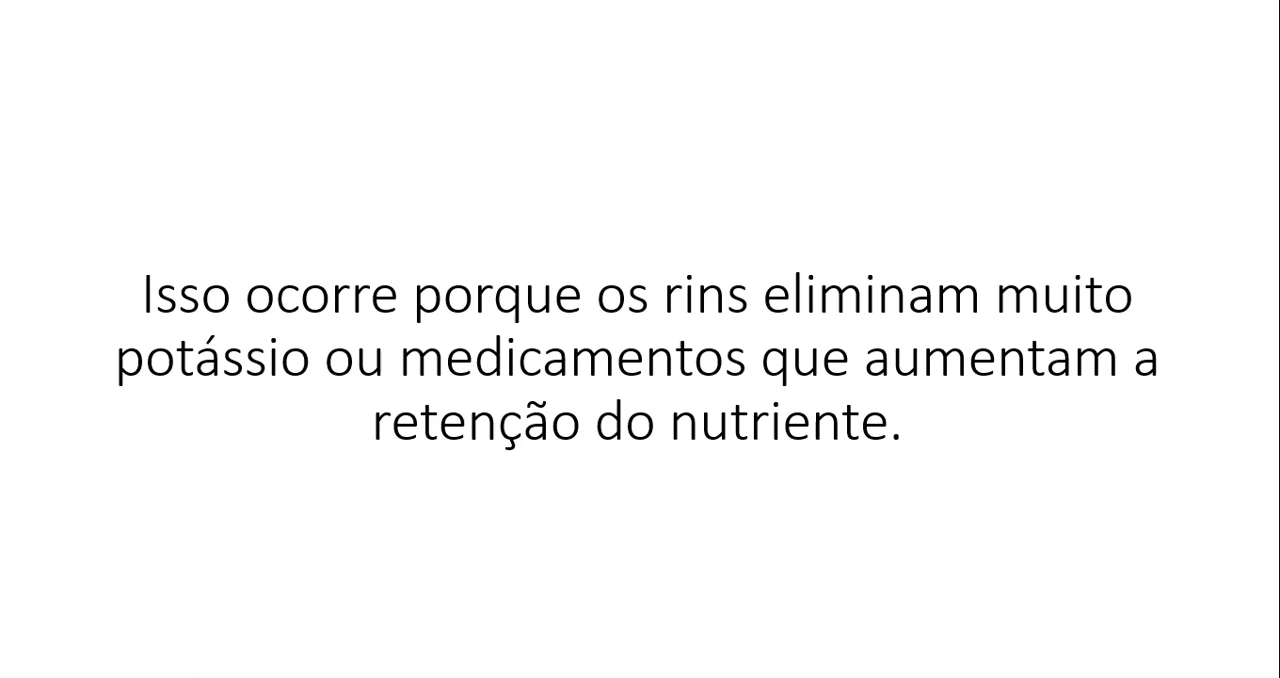 Isso ocorre porque os rins eliminam muito
potássio ou medicamentos que aumentam a
retenção do nutriente.